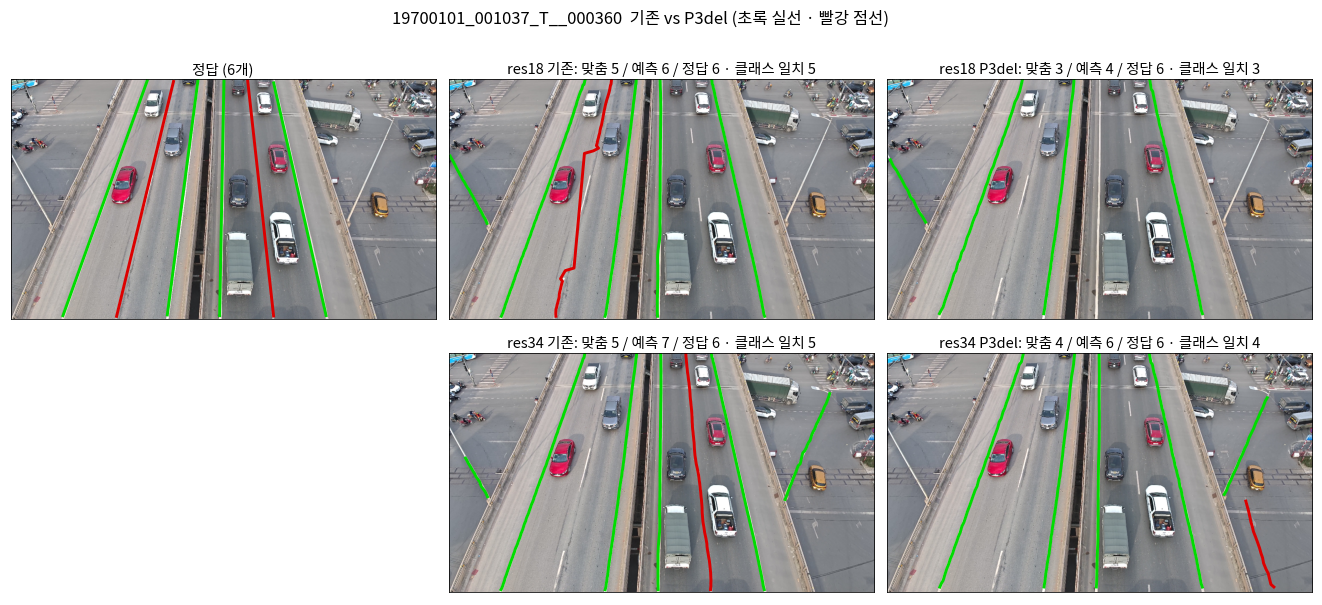 19700101_001037_T__000360 기존 vs P3del (초록 실선 · 빨강 점선)
정답 (6개)
res18 기존: 맞춤 5 / 예측 6 / 정답 6 · 클래스 일치 5
res18 P3del: 맞춤 3 / 예측 4 / 정답 6 · 클래스 일치 3
res34 기존: 맞춤 5 / 예측 7 / 정답 6 · 클래스 일치 5
res34 P3del: 맞춤 4 / 예측 6 / 정답 6 · 클래스 일치 4